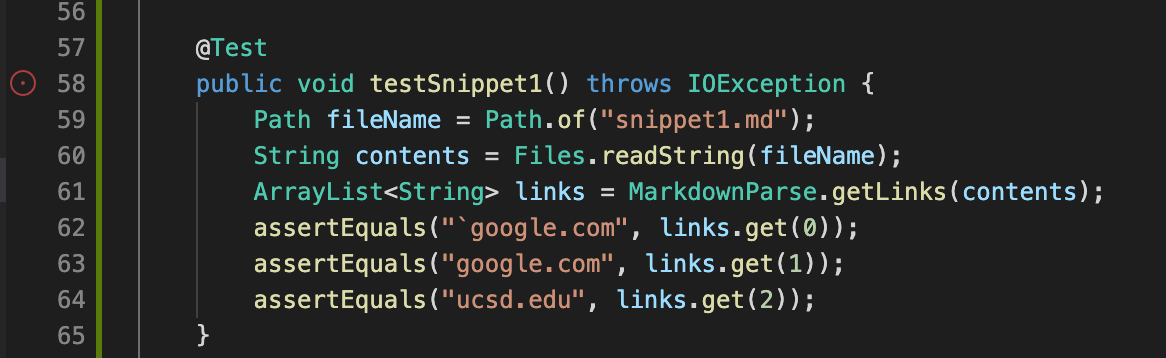 56
57 @Test
58 public void testSnippet1() throws IOException {
59 Path fileName = Path.of("snippet1.md");
60 String contents = Files.readString(fileName);
61 ArrayList<String> links = MarkdownParse.getLinks(contents);
62 assertEquals("`google.com", links.get(0));
63 assertEquals("google.com", links.get(1));
64 assertEquals("ucsd.edu", links.get(2));
65 }